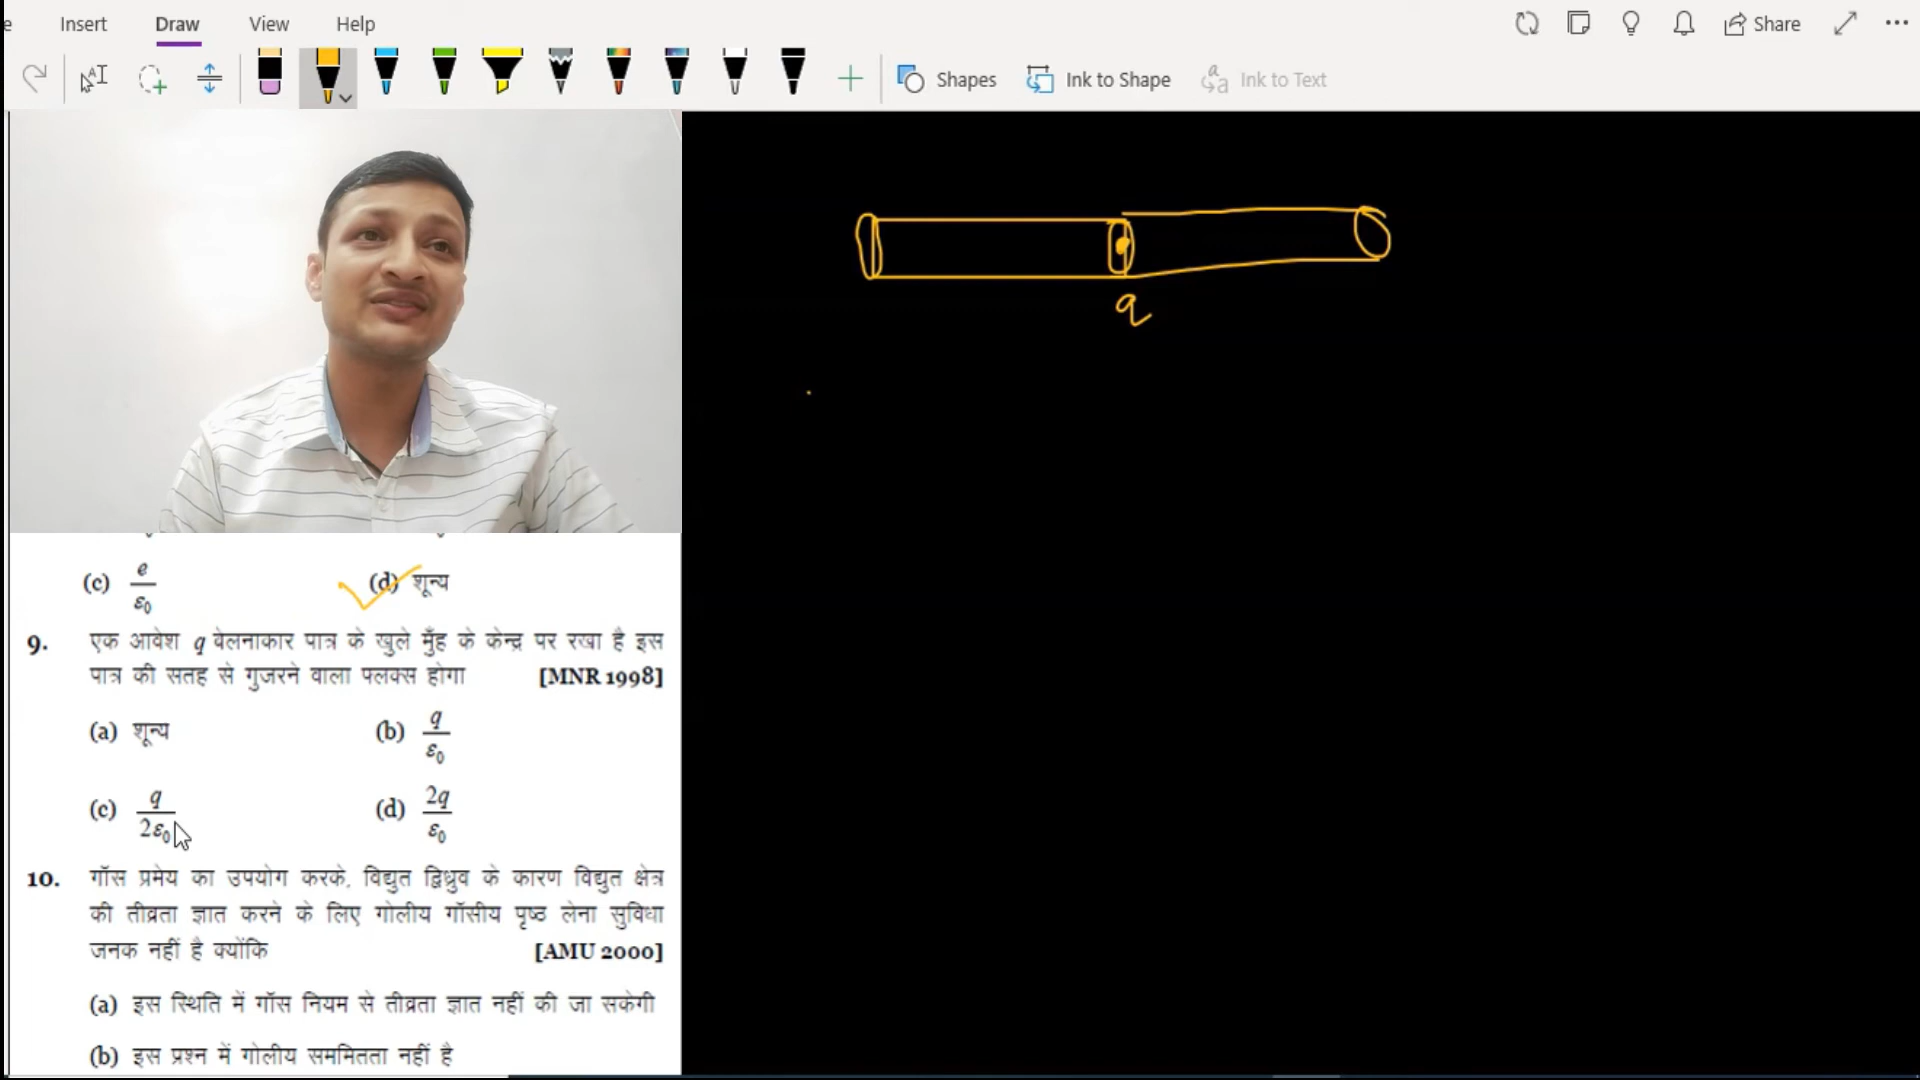 Insert Draw View Help Share
Shapes Ink to Shape Ink to Text
q
(c) e/ε₀ (d) शून्य
9. एक आवेश q बेलनाकार पात्र के खुले मुँह के केन्द्र पर रखा है इस
पात्र की सतह से गुजरने वाला फ्लक्स होगा [MNR 1998]
(a) शून्य (b) q/ε₀
(c) q/2ε₀ (d) 2q/ε₀
10. गॉस प्रमेय का उपयोग करके, विद्युत द्विध्रुव के कारण विद्युत क्षेत्र
की तीव्रता ज्ञात करने के लिए गोलीय गॉसीय पृष्ठ लेना सुविधा
जनक नहीं है क्योंकि [AMU 2000]
(a) इस स्थिति में गॉस नियम से तीव्रता ज्ञात नहीं की जा सकेगी
(b) इस प्रश्न में गोलीय सममितता नहीं है